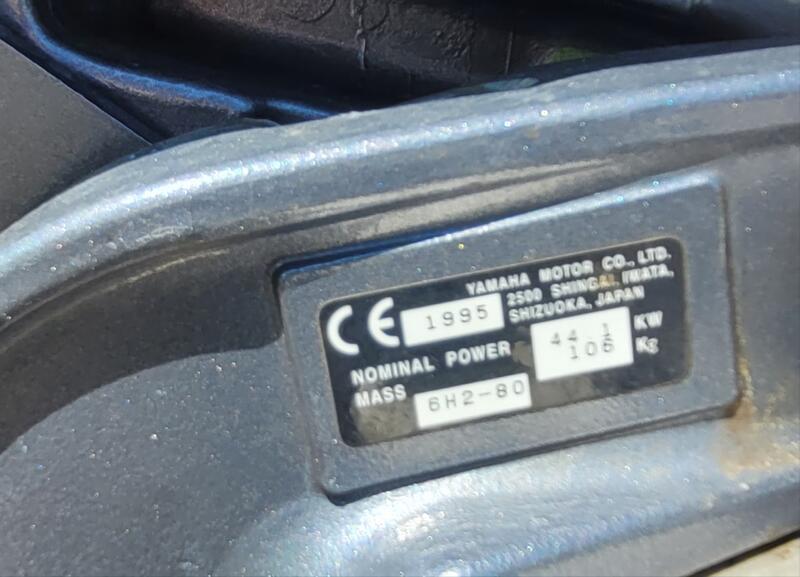 CE 1995
YAMAHA MOTOR CO., LTD.
2500 SHINGAI, IWATA,
SHIZUOKA, JAPAN
NOMINAL POWER 44.1 KW
MASS 106 Kg
6H2-80